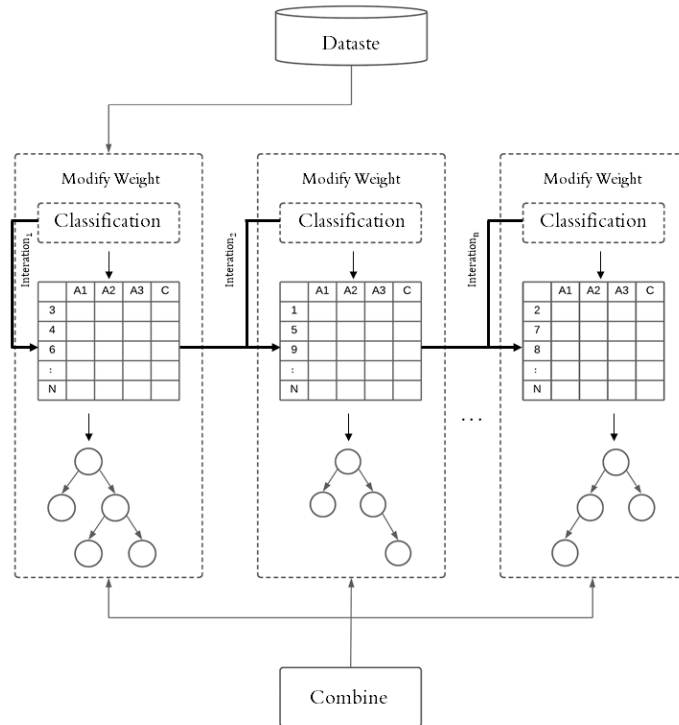 Dataste
Modify Weight
Classification
Interation1
A1 A2 A3 C
3
4
6
:
N
Modify Weight
Classification
Interation2
A1 A2 A3 C
1
5
9
:
N
...
Modify Weight
Classification
Interationn
A1 A2 A3 C
2
7
8
:
N
Combine